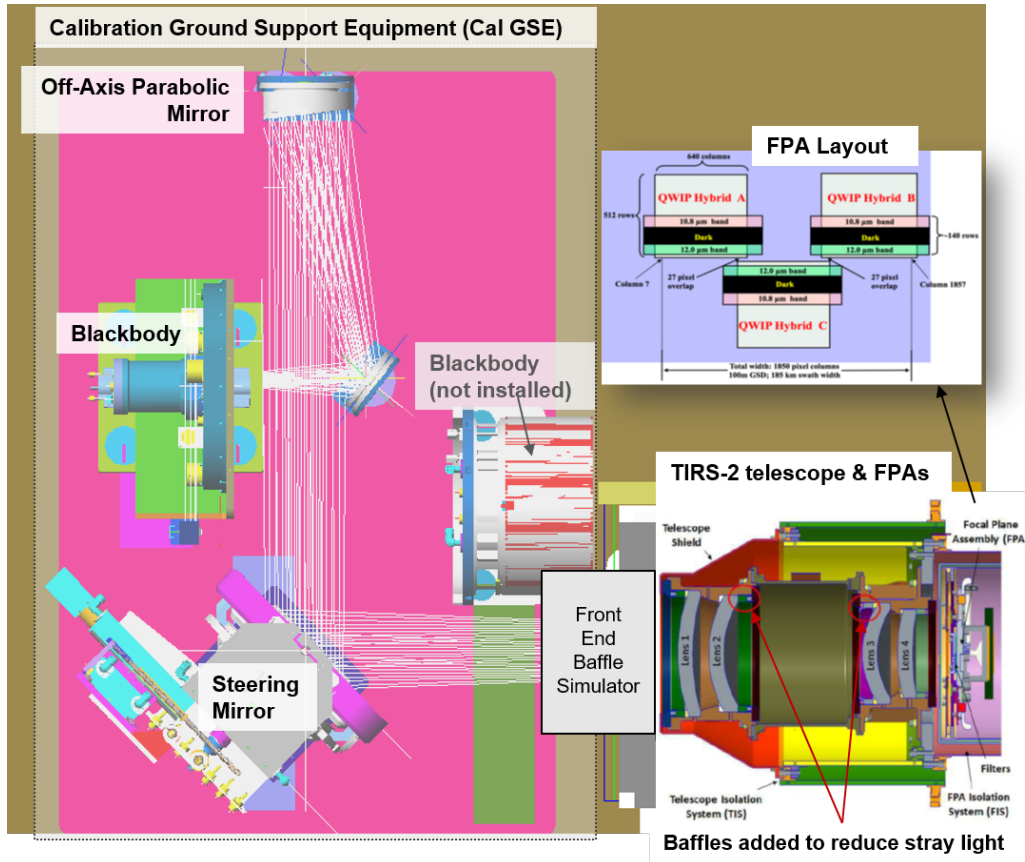 Calibration Ground Support Equipment (Cal GSE)
Off-Axis Parabolic
Mirror
Blackbody
Blackbody
(not installed)
Steering
Mirror
Front
End
Baffle
Simulator
FPA Layout
640 columns
QWIP Hybrid A
QWIP Hybrid B
512 rows
10.8 µm band
10.8 µm band
Dark
Dark
~140 rows
12.0 µm band
12.0 µm band
Column 7
27 pixel
overlap
12.0 µm band
27 pixel
overlap
Column 1857
Dark
10.8 µm band
QWIP Hybrid C
Total width: 1850 pixel columns
100m GSD; 185 km swath width
TIRS-2 telescope & FPAs
Telescope
Shield
Focal Plane
Assembly (FPA
Lens 1
Lens 2
Lens 3
Lens 4
Filters
Telescope Isolation
System (TIS)
FPA Isolation
System (FIS)
Baffles added to reduce stray light